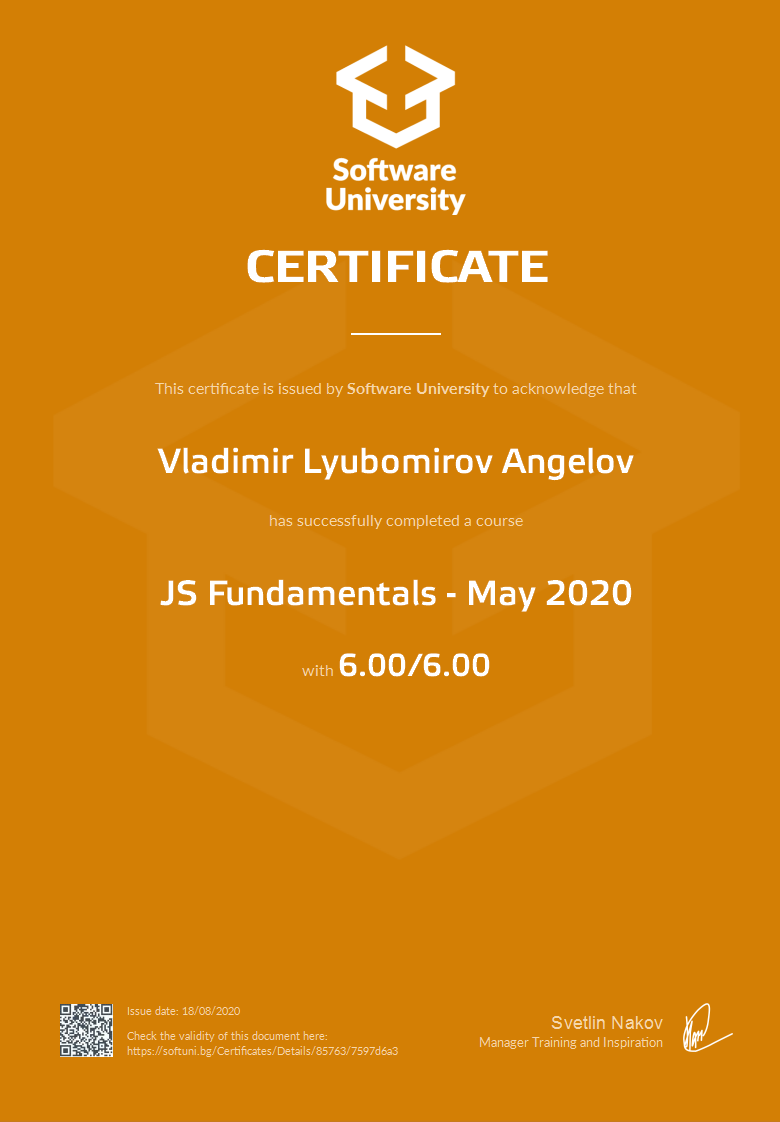 Software
University
CERTIFICATE
This certificate is issued by Software University to acknowledge that
Vladimir Lyubomirov Angelov
has successfully completed a course
JS Fundamentals - May 2020
with 6.00/6.00
Issue date: 18/08/2020
Check the validity of this document here:
https://softuni.bg/Certificates/Details/85763/7597d6a3
Svetlin Nakov
Manager Training and Inspiration